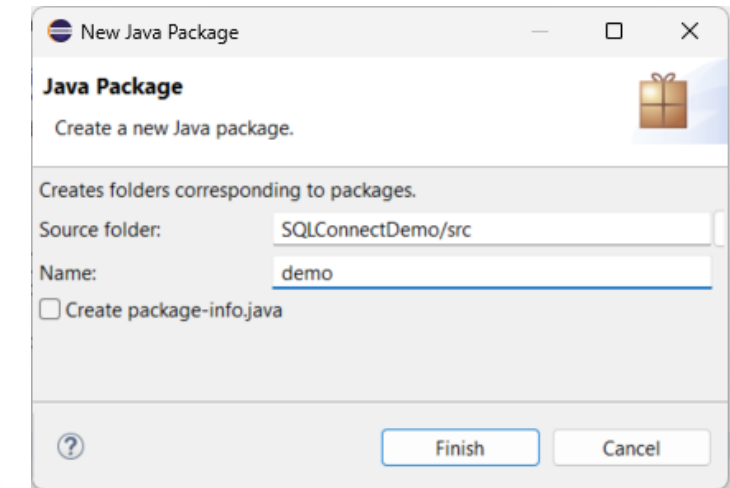 New Java Package
Java Package
Create a new Java package.
Creates folders corresponding to packages.
Source folder: SQLConnectDemo/src
Name: demo
Create package-info.java
? Finish Cancel